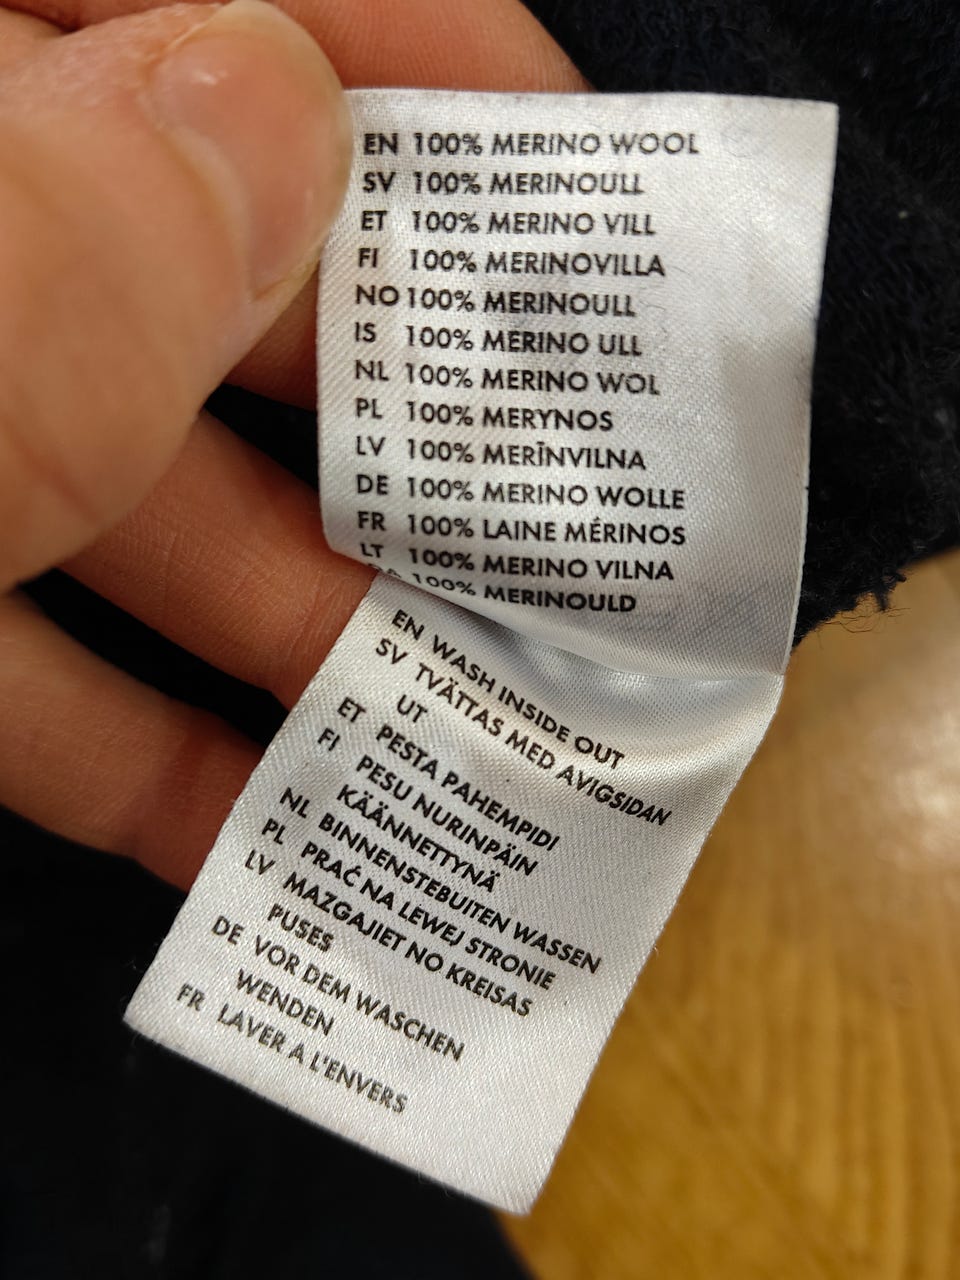 EN 100% MERINO WOOL
SV 100% MERINOULL
ET 100% MERINO VILL
FI 100% MERINOVILLA
NO 100% MERINOULL
IS 100% MERINO ULL
NL 100% MERINO WOL
PL 100% MERYNOS
LV 100% MERĪNVILNA
DE 100% MERINO WOLLE
FR 100% LAINE MÉRINOS
LT 100% MERINO VILNA
100% MERINOULD
EN WASH INSIDE OUT
SV TVÄTTAS MED AVIGSIDAN
UT
ET PESTA PAHEMPIDI
FI PESU NURINPÄIN
KÄÄNNETTYNÄ
NL BINNENSTEBUITEN WASSEN
PL PRAĆ NA LEWEJ STRONIE
LV MAZGAJIET NO KREISAS
PUSES
DE VOR DEM WASCHEN
WENDEN
FR LAVER A L'ENVERS